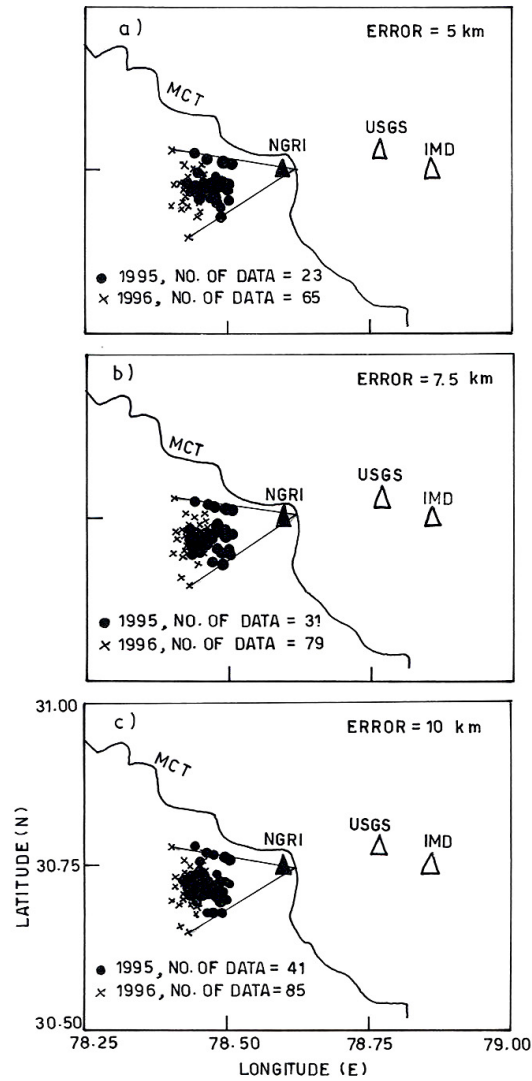 a)
ERROR = 5 km
MCT
NGRI
USGS
IMD
● 1995, NO. OF DATA = 23
× 1996, NO. OF DATA = 65
b)
ERROR = 7.5 km
MCT
NGRI
USGS
IMD
● 1995, NO. OF DATA = 31
× 1996, NO. OF DATA = 79
31.00
c)
ERROR = 10 km
MCT
NGRI
USGS
IMD
30.75
LATITUDE (N)
● 1995, NO. OF DATA = 41
× 1996, NO. OF DATA = 85
30.50
78.25 78.50 78.75 79.00
LONGITUDE (E)